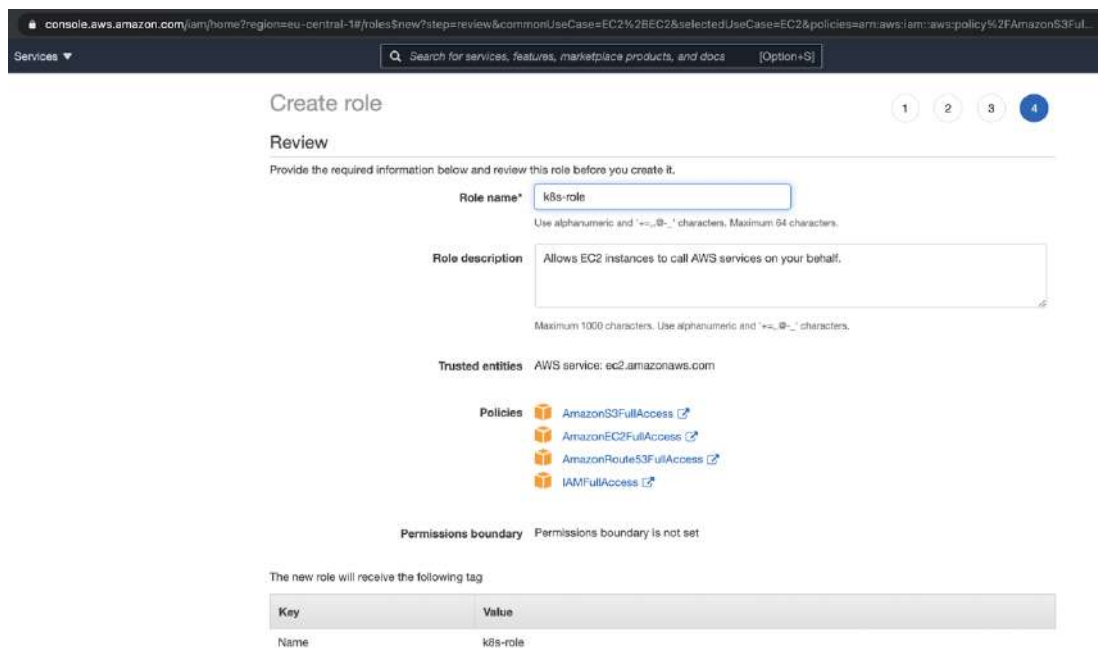 console.aws.amazon.com/iam/home?region=eu-central-1#/roles$new?step=review&commonUseCase=EC2%2BEC2&selectedUseCase=EC2&policies=arn:aws:iam::aws:policy%2FAmazonS3Ful...
Services ▼ Search for services, features, marketplace products, and docs [Option+S]
Create role 1 2 3 4
Review
Provide the required information below and review this role before you create it.
Role name* k8s-role
Use alphanumeric and '+=,.@-_' characters. Maximum 64 characters.
Role description Allows EC2 instances to call AWS services on your behalf.
Maximum 1000 characters. Use alphanumeric and '+=,.@-_' characters.
Trusted entities AWS service: ec2.amazonaws.com
Policies AmazonS3FullAccess
AmazonEC2FullAccess
AmazonRoute53FullAccess
IAMFullAccess
Permissions boundary Permissions boundary is not set
The new role will receive the following tag
Key Value
Name k8s-role